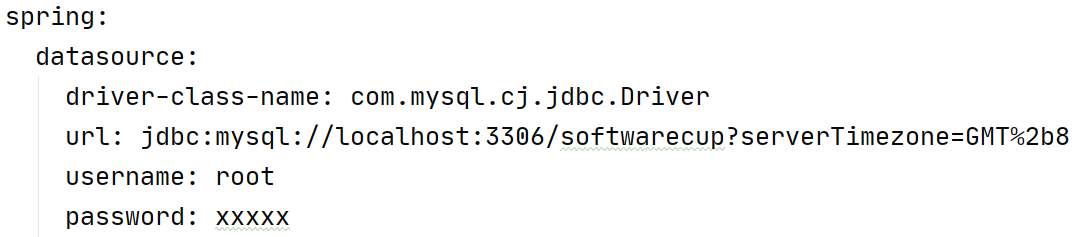 spring:
  datasource:
    driver-class-name: com.mysql.cj.jdbc.Driver
    url: jdbc:mysql://localhost:3306/softwarecup?serverTimezone=GMT%2b8
    username: root
    password: xxxxx